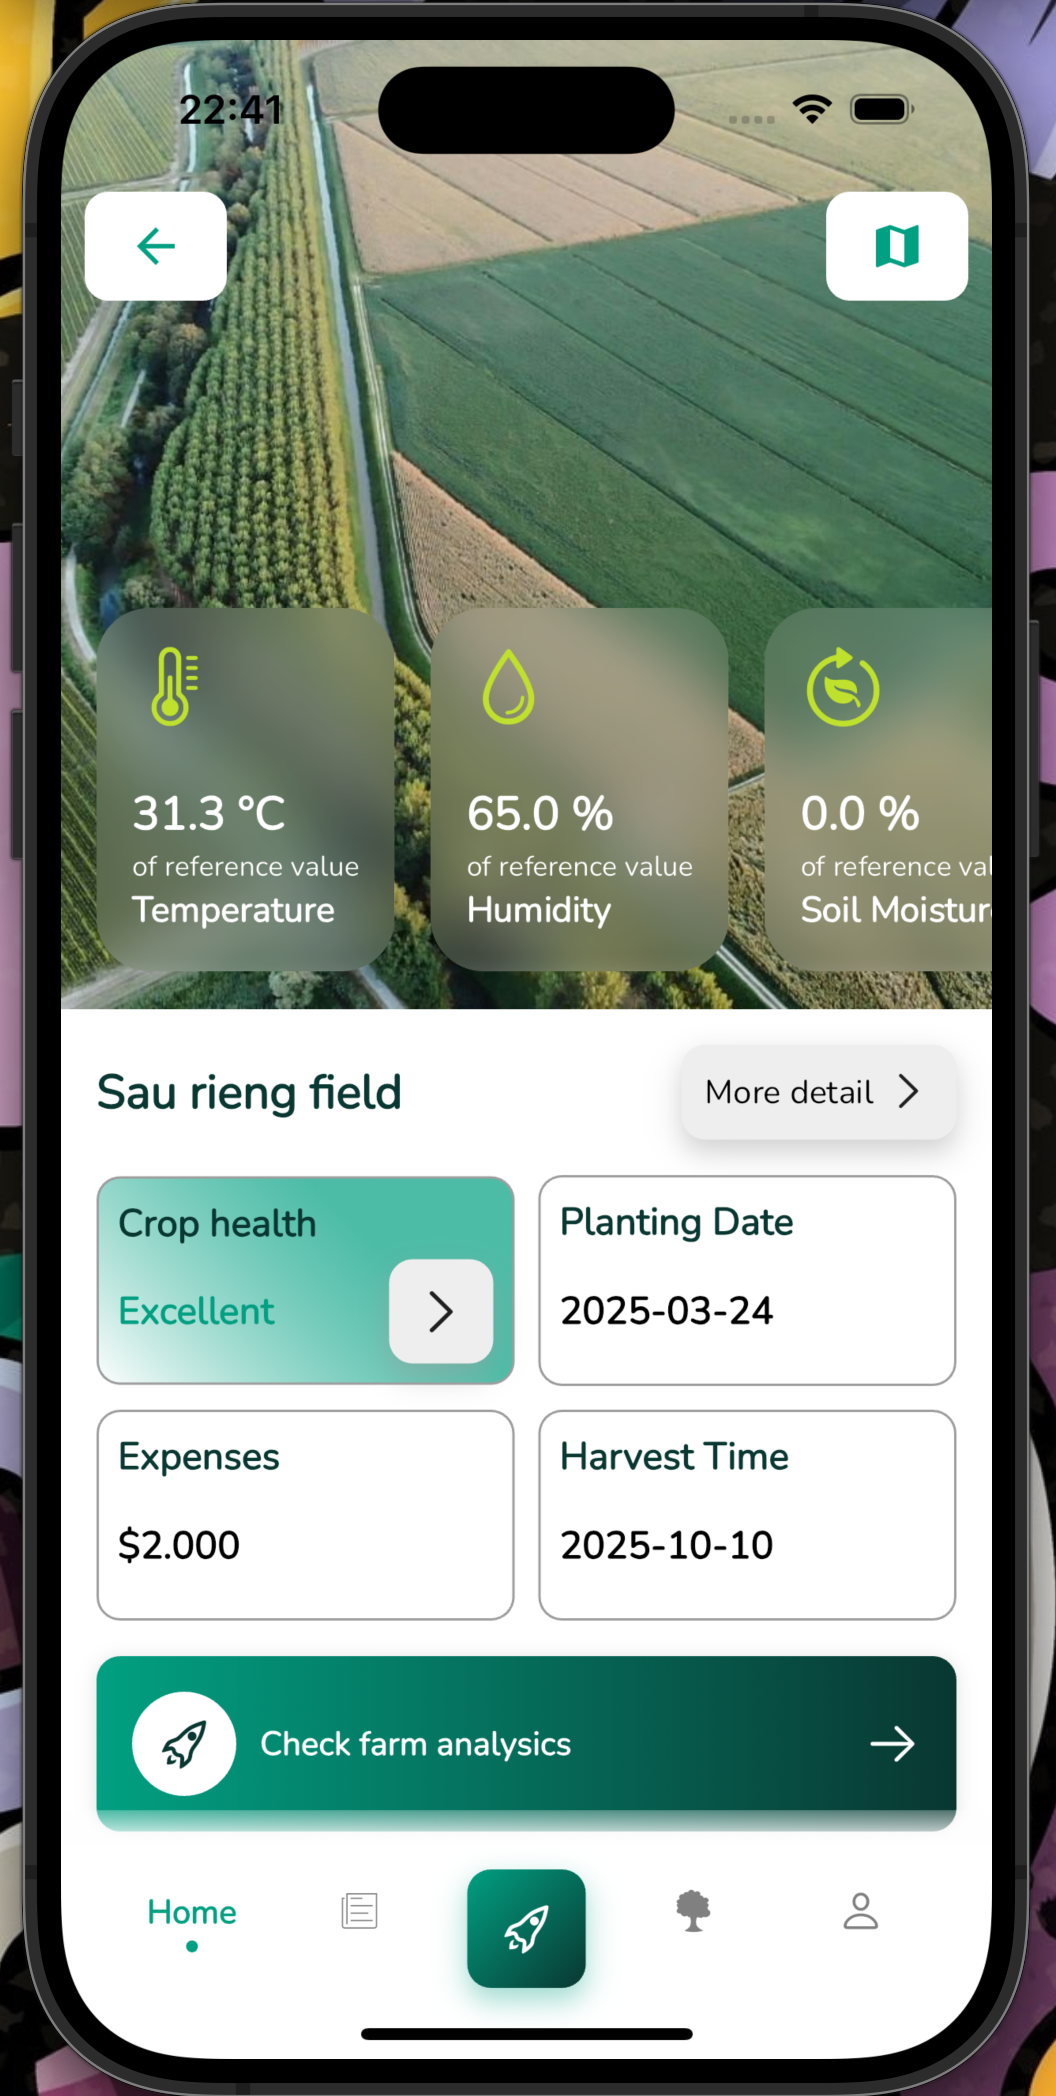 22:41
31.3 °C
of reference value
Temperature
65.0 %
of reference value
Humidity
0.0 %
of reference val
Soil Moistur
Sau rieng field
More detail
Crop health
Excellent
Planting Date
2025-03-24
Expenses
$2.000
Harvest Time
2025-10-10
Check farm analysics
Home